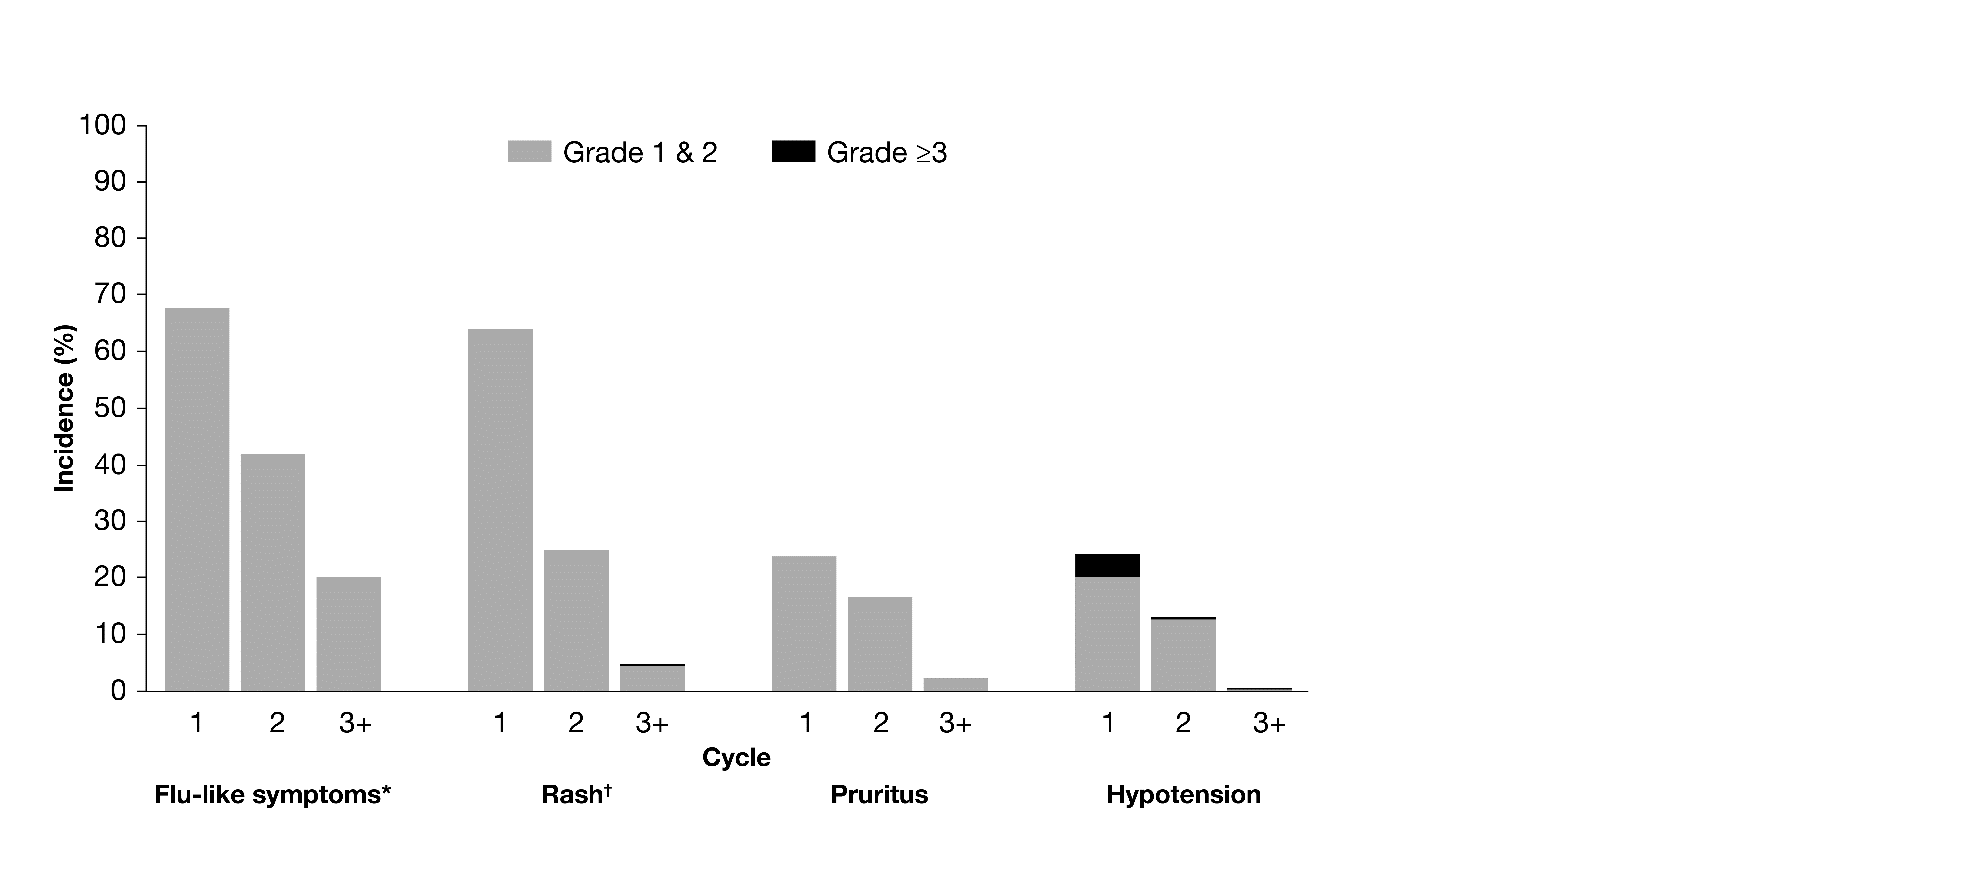 100
Grade 1 & 2
Grade ≥3
90
80
70
60
50
40
30
20
10
0
Incidence (%)
1 2 3+ 1 2 3+ 1 2 3+ 1 2 3+
Cycle
Flu-like symptoms* Rash† Pruritus Hypotension